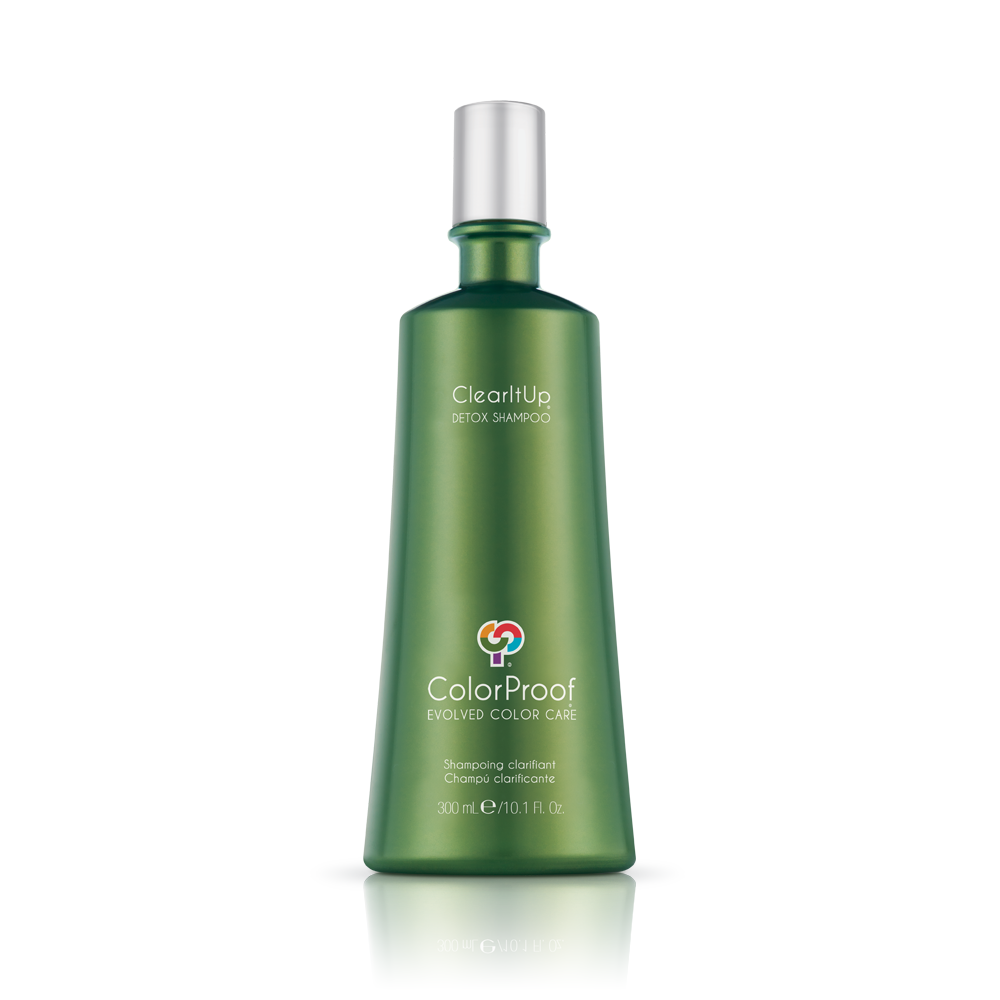 ClearItUp
DETOX SHAMPOO
ColorProof
EVOLVED COLOR CARE
Shampoing clarifiant
Champú clarificante
300 mL ℮/10.1 Fl. Oz.